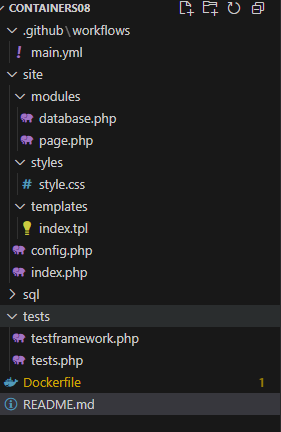 CONTAINERS08
.github\workflows
! main.yml
site
modules
database.php
page.php
styles
# style.css
templates
index.tpl
config.php
index.php
sql
tests
testframework.php
tests.php
Dockerfile 1
README.md